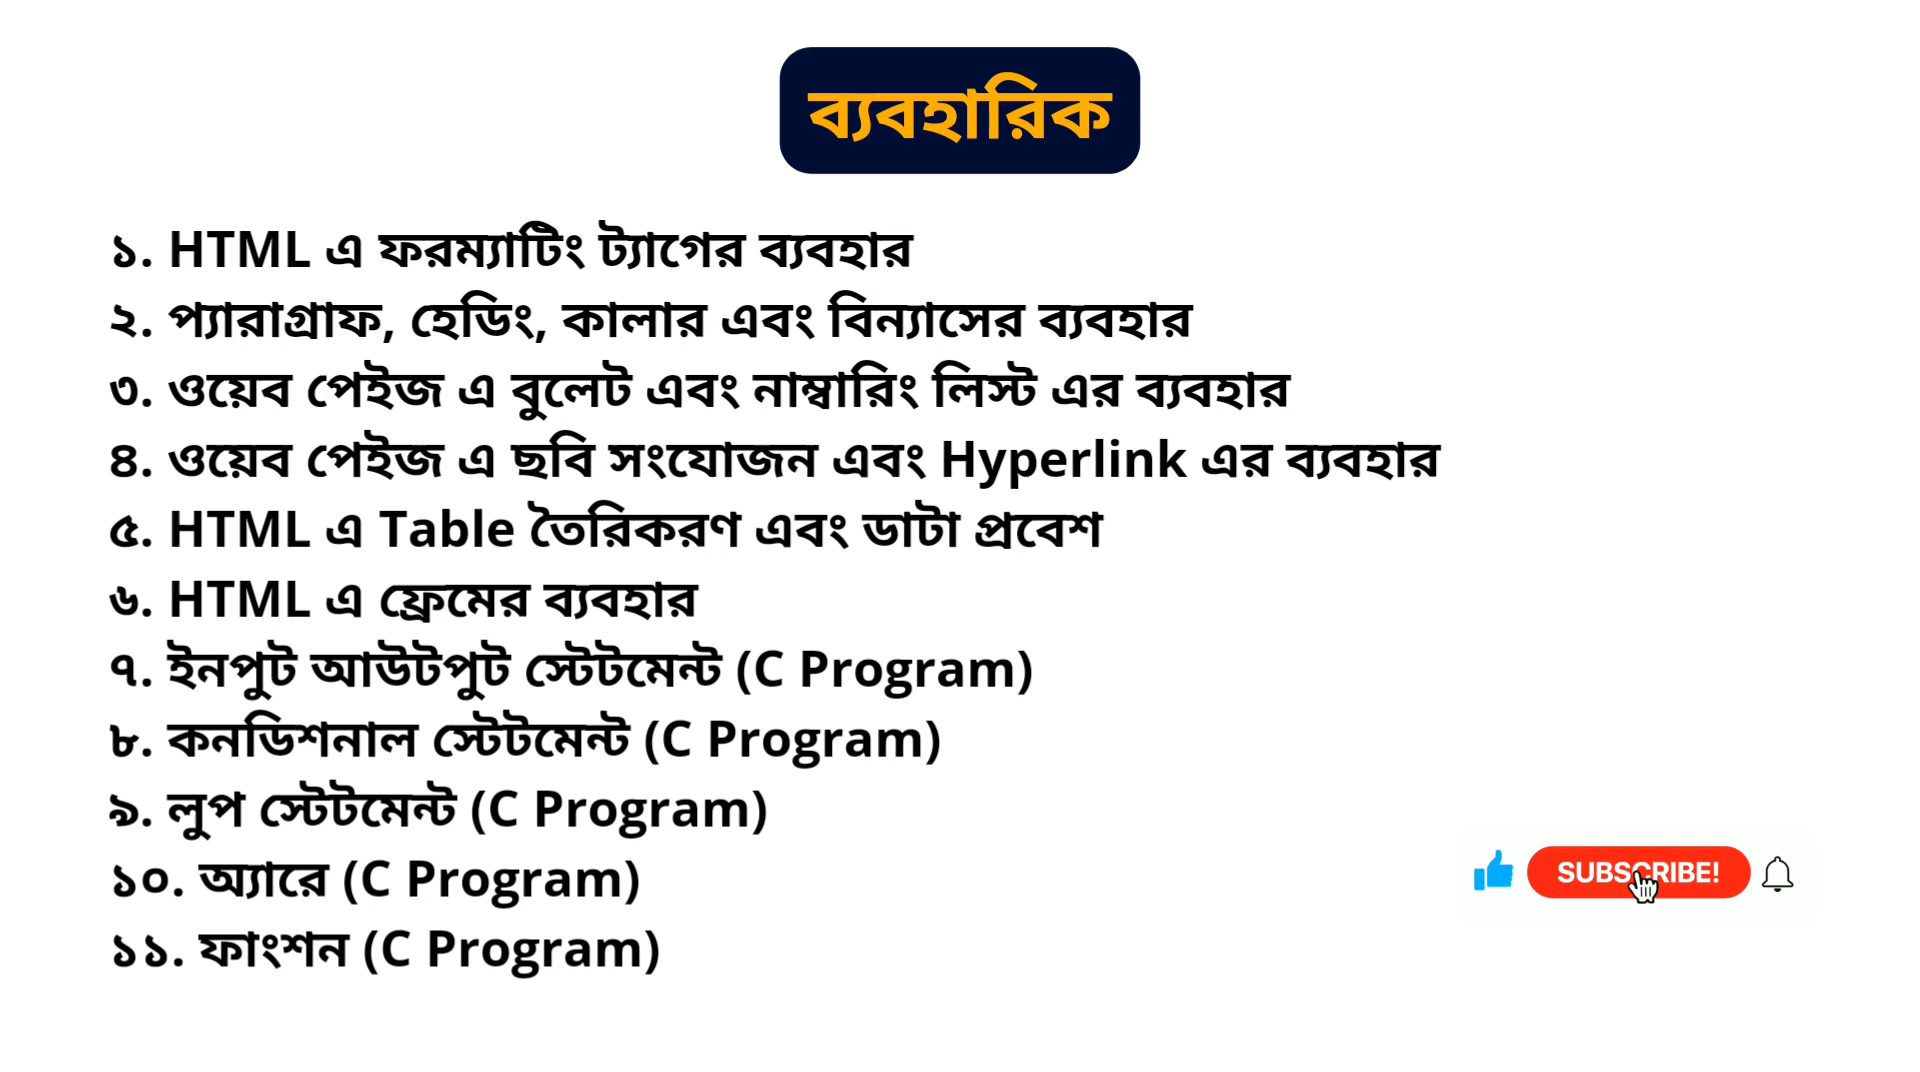 ব্যবহারিক
১. HTML এ ফরম্যাটিং ট্যাগের ব্যবহার
২. প্যারাগ্রাফ, হেডিং, কালার এবং বিন্যাসের ব্যবহার
৩. ওয়েব পেইজ এ বুলেট এবং নাম্বারিং লিস্ট এর ব্যবহার
৪. ওয়েব পেইজ এ ছবি সংযোজন এবং Hyperlink এর ব্যবহার
৫. HTML এ Table তৈরিকরণ এবং ডাটা প্রবেশ
৬. HTML এ ফ্রেমের ব্যবহার
৭. ইনপুট আউটপুট স্টেটমেন্ট (C Program)
৮. কনডিশনাল স্টেটমেন্ট (C Program)
৯. লুপ স্টেটমেন্ট (C Program)
১০. অ্যারে (C Program)
১১. ফাংশন (C Program)
SUBSCRIBE!